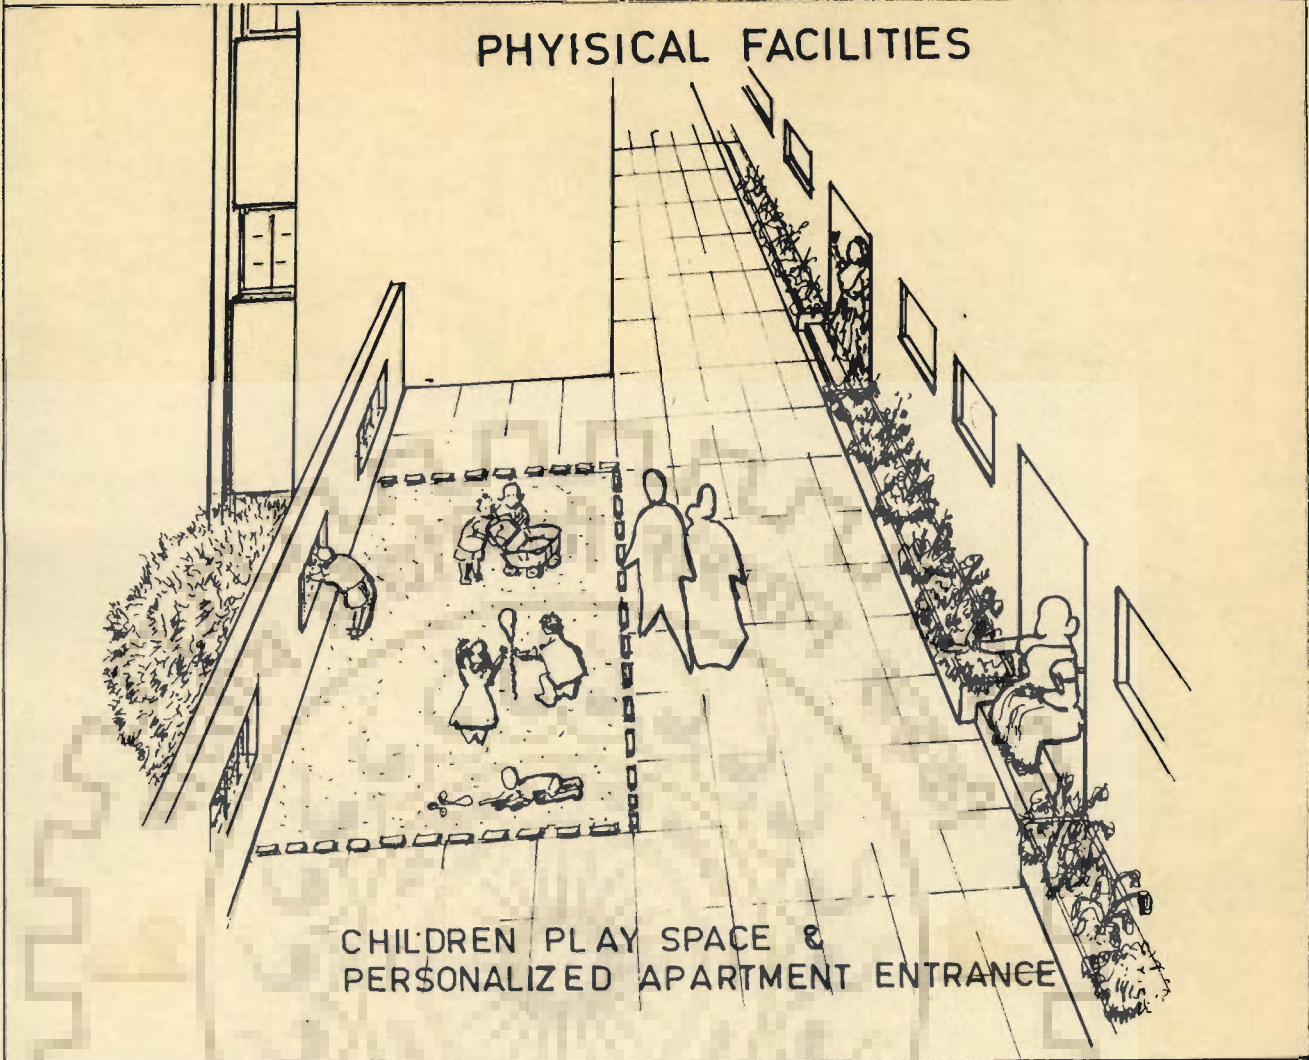 PHYISICAL FACILITIES
CHILDREN PLAY SPACE &
PERSONALIZED APARTMENT ENTRANCE